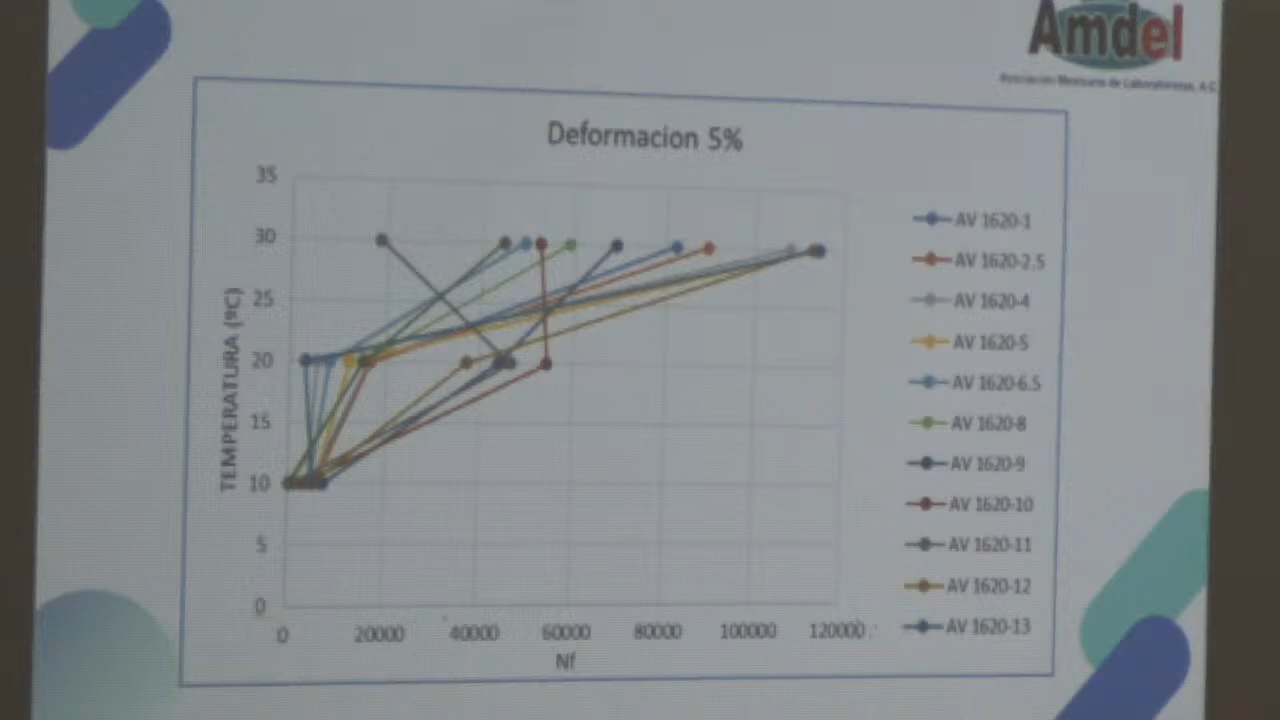 Amdel
Asociación Mexicana de Laboratoristas, A.C.
Deformacion 5%
35
30
25
20
15
10
5
0
TEMPERATURA (ºC)
0 20000 40000 60000 80000 100000 120000
Nf
AV 1620-1
AV 1620-2.5
AV 1620-4
AV 1620-5
AV 1620-6.5
AV 1620-8
AV 1620-9
AV 1620-10
AV 1620-11
AV 1620-12
AV 1620-13